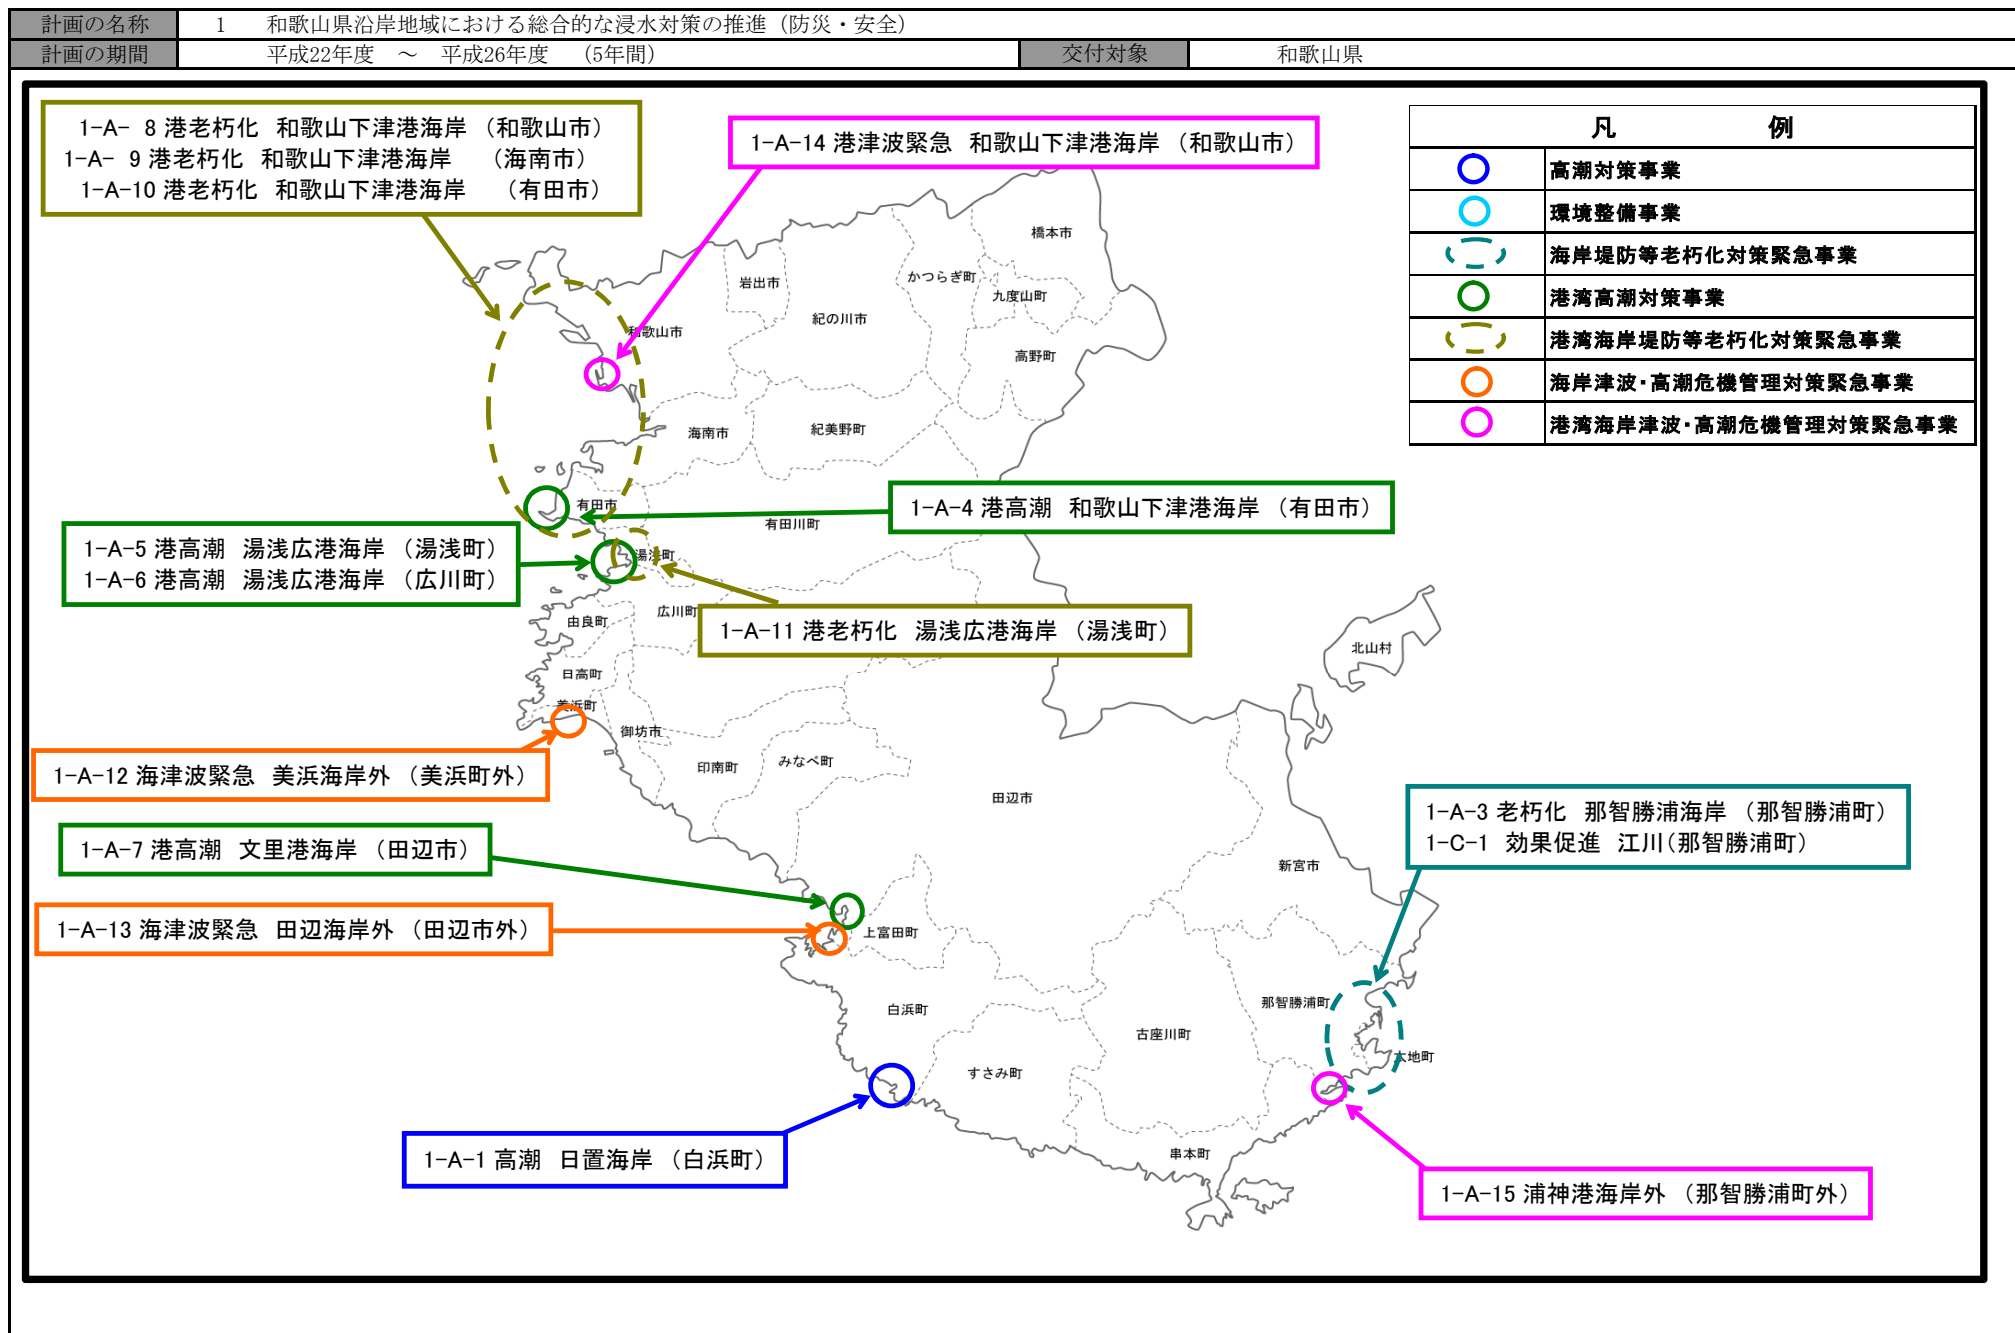 計画の名称 1 和歌山県沿岸地域における総合的な浸水対策の推進（防災・安全）
計画の期間 平成22年度 ～ 平成26年度 （5年間） 交付対象 和歌山県
1-A- 8 港老朽化 和歌山下津港海岸 （和歌山市）
1-A- 9 港老朽化 和歌山下津港海岸 （海南市）
1-A-10 港老朽化 和歌山下津港海岸 （有田市）
1-A-14 港津波緊急 和歌山下津港海岸 （和歌山市）
凡 例
高潮対策事業
環境整備事業
海岸堤防等老朽化対策緊急事業
港湾高潮対策事業
港湾海岸堤防等老朽化対策緊急事業
海岸津波・高潮危機管理対策緊急事業
港湾海岸津波・高潮危機管理対策緊急事業
橋本市
かつらぎ町
岩出市
九度山町
紀の川市
和歌山市
高野町
海南市
紀美野町
有田市
1-A-4 港高潮 和歌山下津港海岸 （有田市）
有田川町
1-A-5 港高潮 湯浅広港海岸 （湯浅町）
1-A-6 港高潮 湯浅広港海岸 （広川町）
湯浅町
広川町
由良町
1-A-11 港老朽化 湯浅広港海岸 （湯浅町）
北山村
日高町
美浜町
御坊市
印南町
みなべ町
1-A-12 海津波緊急 美浜海岸外 （美浜町外）
田辺市
1-A-3 老朽化 那智勝浦海岸 （那智勝浦町）
1-C-1 効果促進 江川（那智勝浦町）
1-A-7 港高潮 文里港海岸 （田辺市）
新宮市
1-A-13 海津波緊急 田辺海岸外 （田辺市外）
上富田町
白浜町
那智勝浦町
古座川町
太地町
すさみ町
1-A-1 高潮 日置海岸 （白浜町）
串本町
1-A-15 浦神港海岸外 （那智勝浦町外）